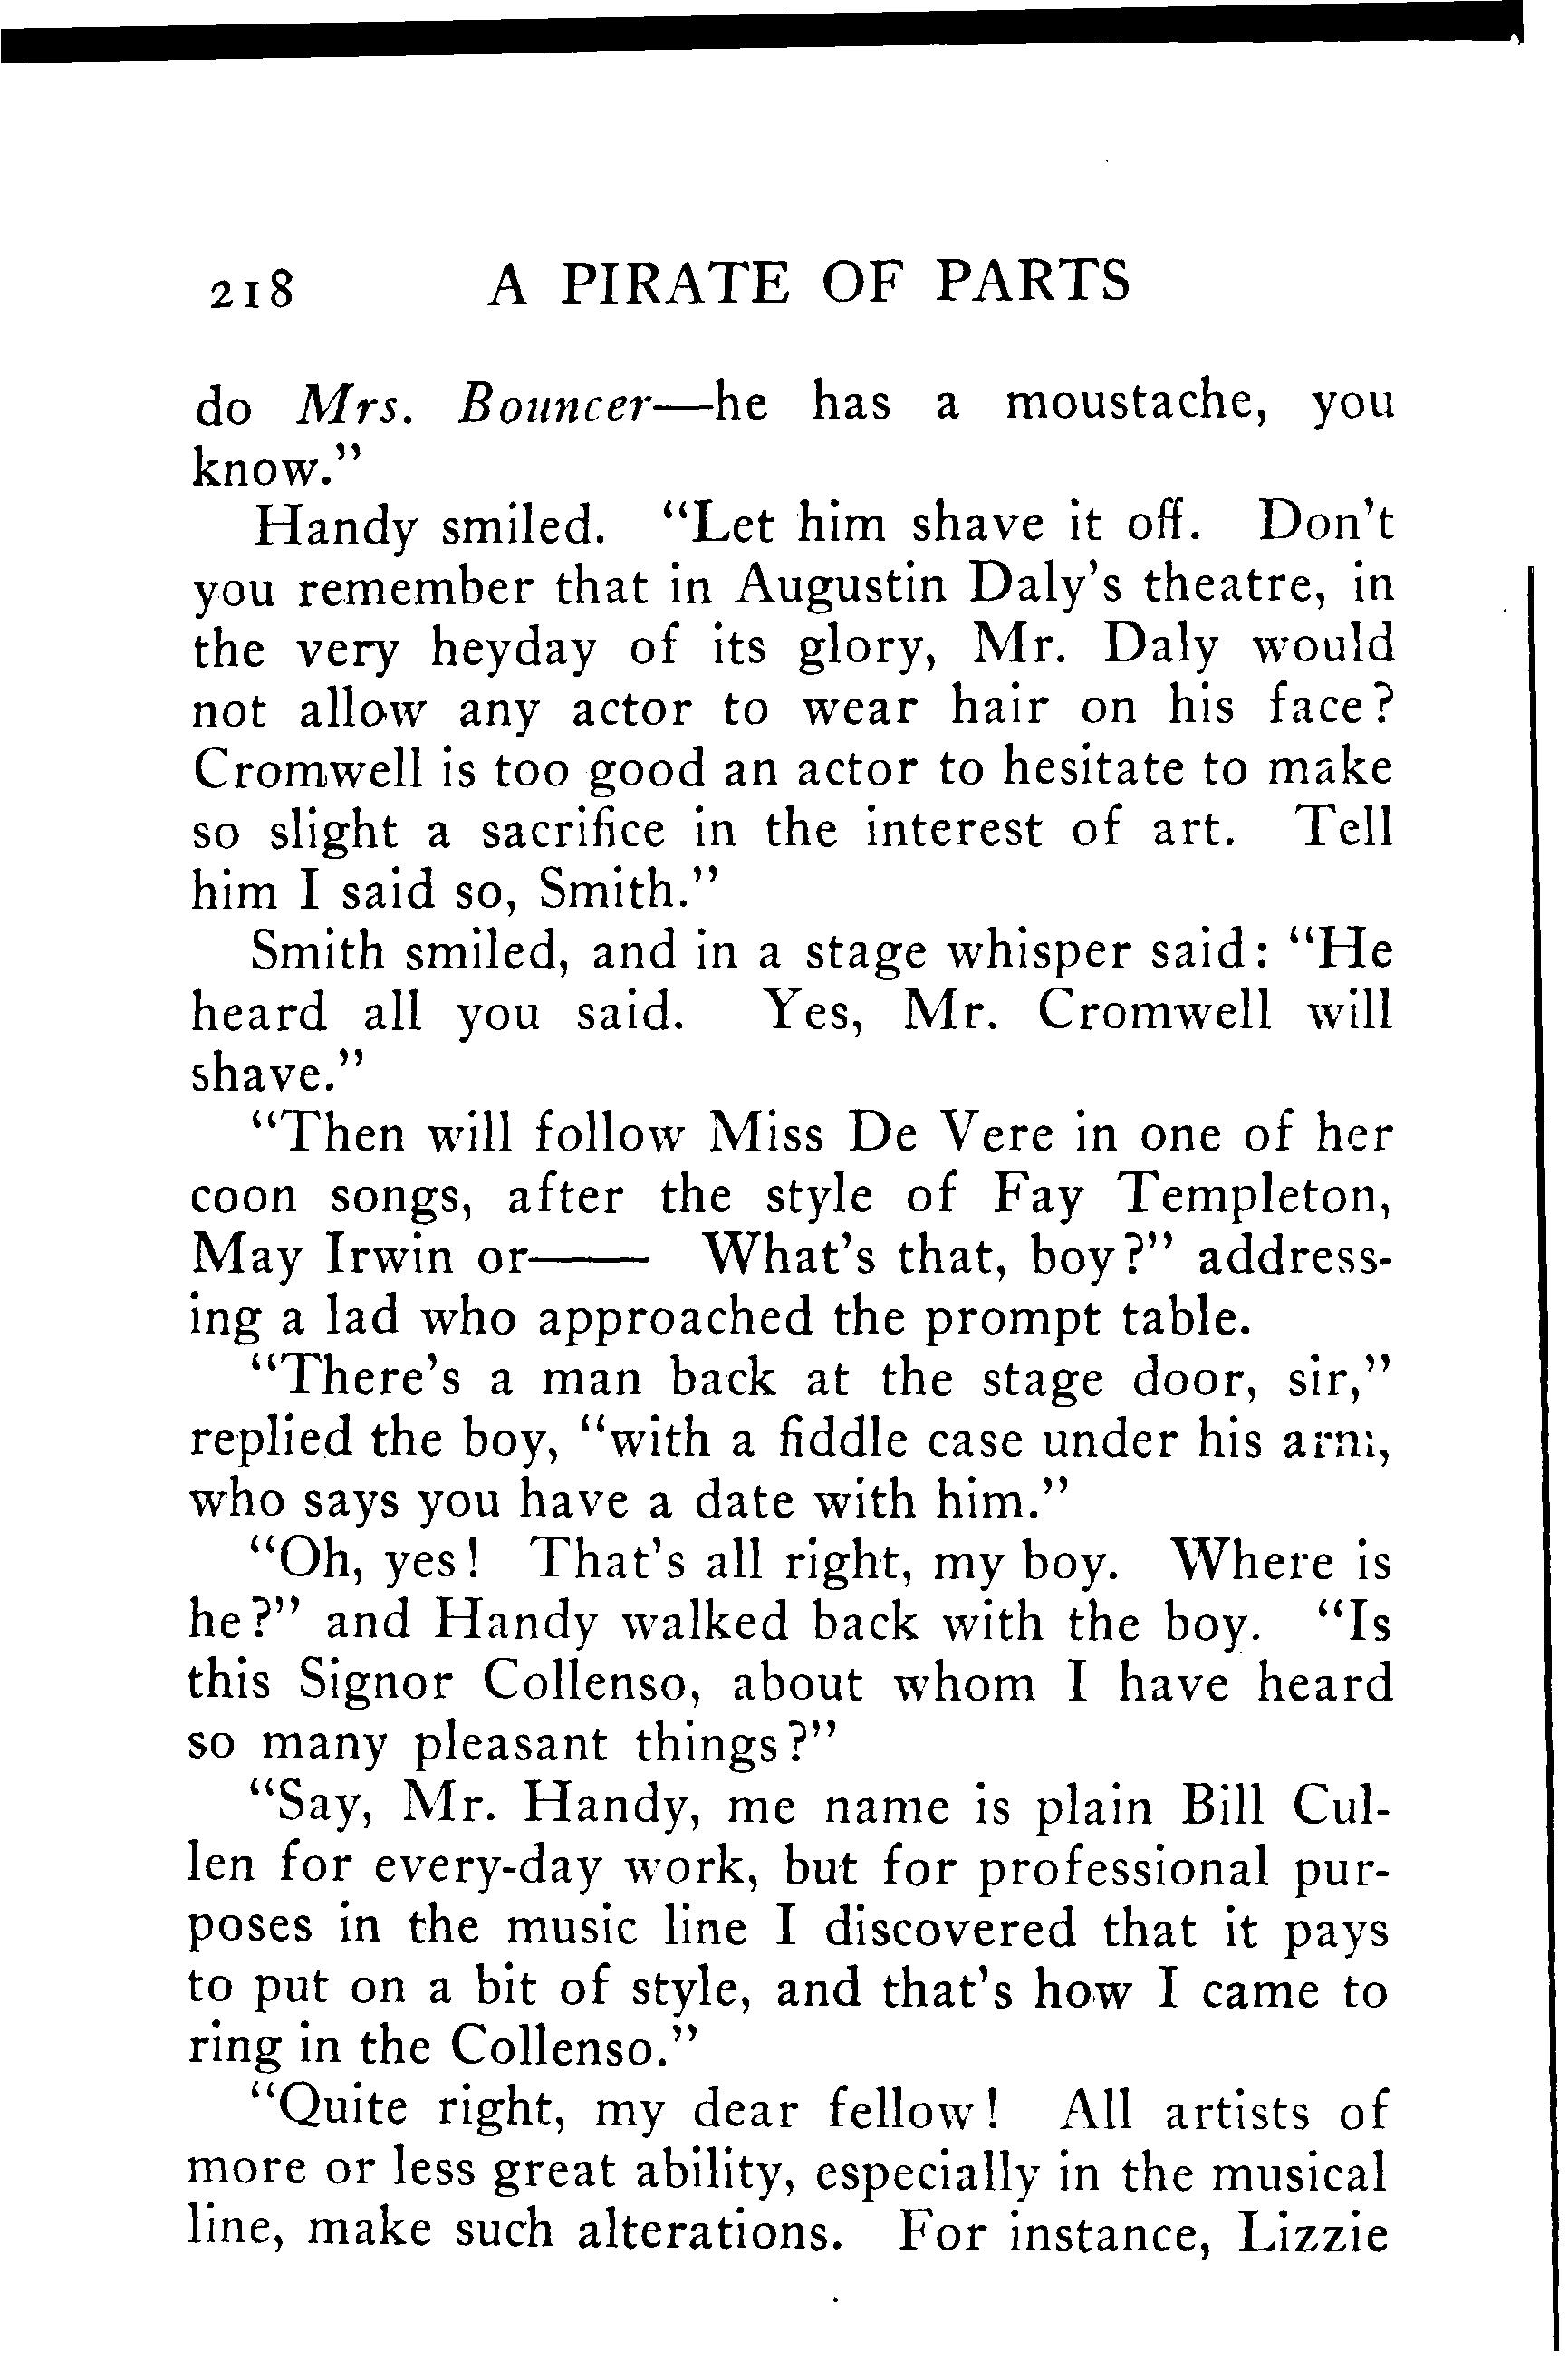 218 A PIRATE OF PARTS
do Mrs. Bouncer—he has a moustache, you
know."
Handy smiled. "Let him shave it off. Don't
you remember that in Augustin Daly's theatre, in
the very heyday of its glory, Mr. Daly would
not allow any actor to wear hair on his face?
Cromwell is too good an actor to hesitate to make
so slight a sacrifice in the interest of art. Tell
him I said so, Smith."
Smith smiled, and in a stage whisper said: "He
heard all you said. Yes, Mr. Cromwell will
shave."
"Then will follow Miss De Vere in one of her
coon songs, after the style of Fay Templeton,
May Irwin or—— What's that, boy?" address-
ing a lad who approached the prompt table.
"There's a man back at the stage door, sir,"
replied the boy, "with a fiddle case under his arm,
who says you have a date with him."
"Oh, yes! That's all right, my boy. Where is
he?" and Handy walked back with the boy. "Is
this Signor Collenso, about whom I have heard
so many pleasant things?"
"Say, Mr. Handy, me name is plain Bill Cul-
len for every-day work, but for professional pur-
poses in the music line I discovered that it pays
to put on a bit of style, and that's how I came to
ring in the Collenso."
"Quite right, my dear fellow! All artists of
more or less great ability, especially in the musical
line, make such alterations. For instance, Lizzie